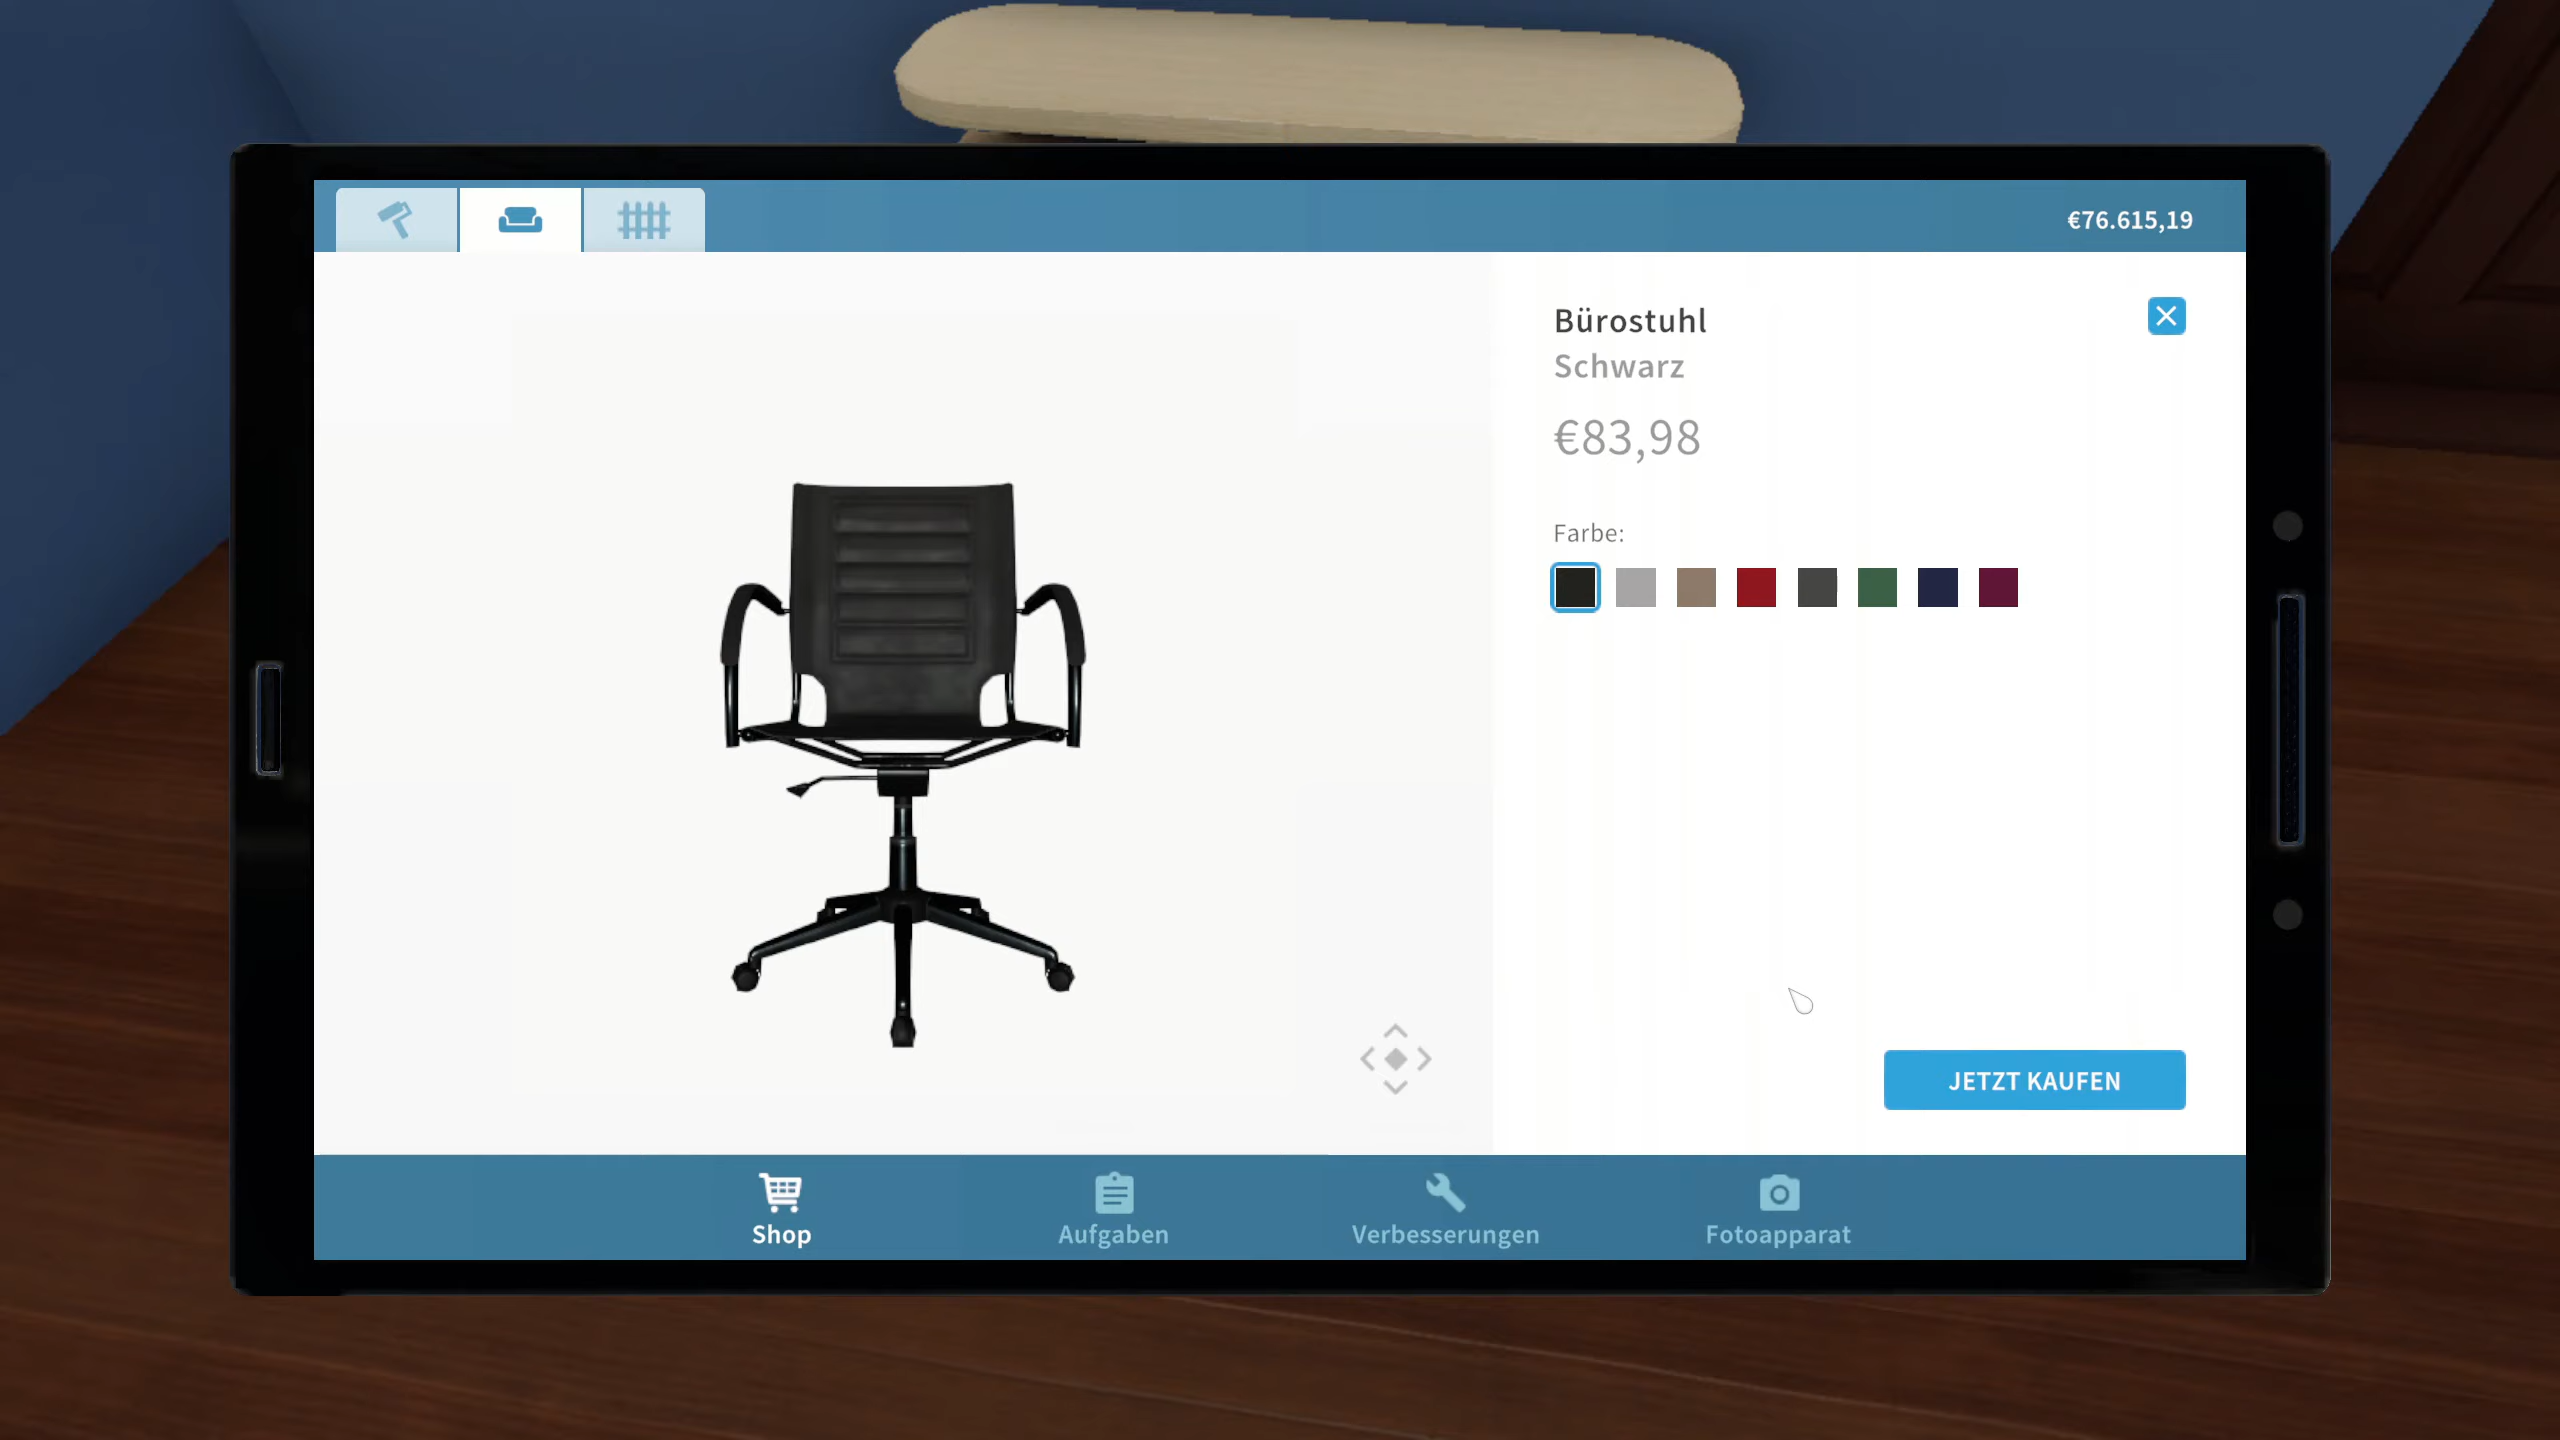 €76.615,19
Bürostuhl
Schwarz
€83,98
Farbe:
JETZT KAUFEN
Shop
Aufgaben
Verbesserungen
Fotoapparat